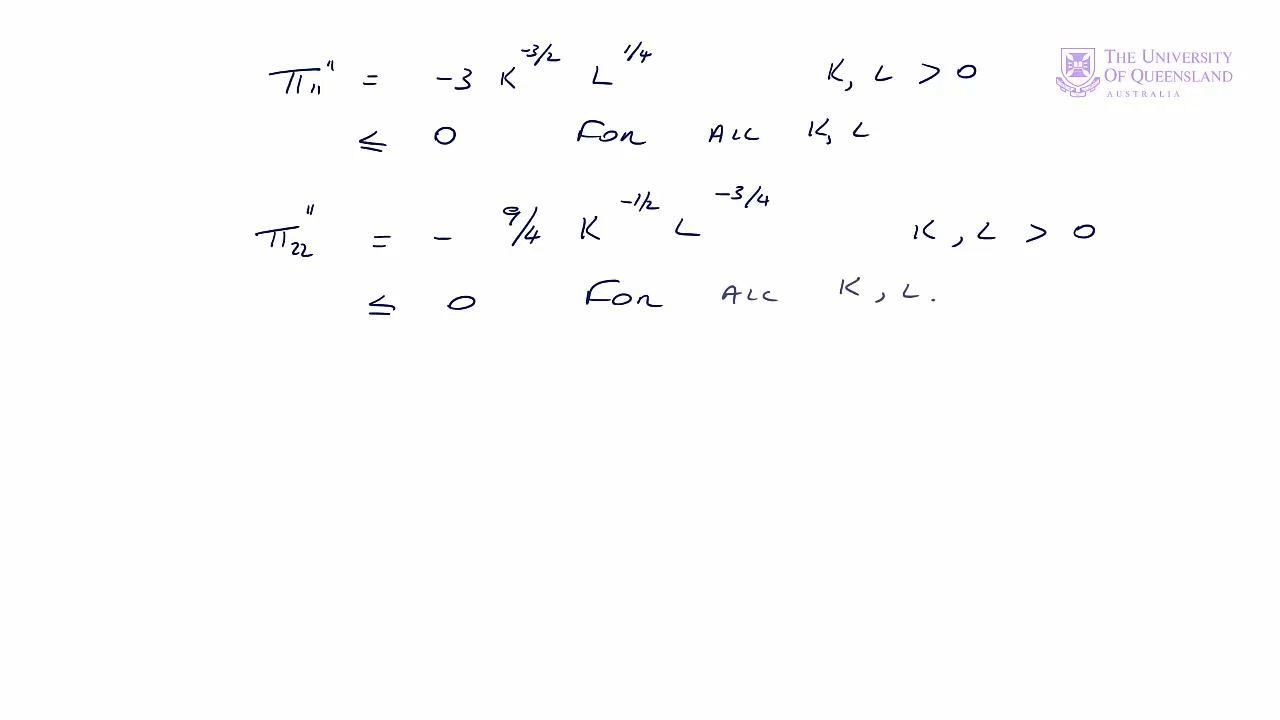 π₁₁'' = -3 K^-3/2 L^1/4 K, L > 0
≤ 0 FOR ALL K, L
π₂₂'' = - 9/4 K^-1/2 L^-3/4 K, L > 0
≤ 0 FOR ALL K, L.
THE UNIVERSITY
OF QUEENSLAND
AUSTRALIA